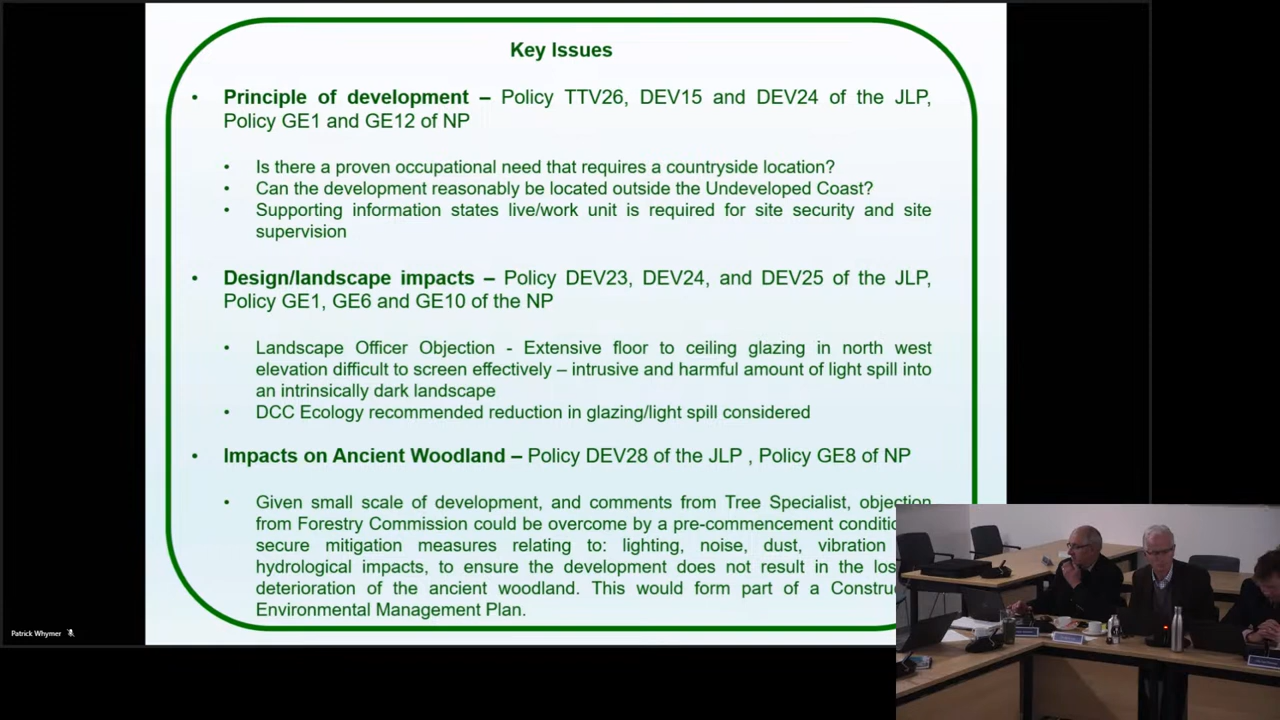 Key Issues
• Principle of development – Policy TTV26, DEV15 and DEV24 of the JLP,
Policy GE1 and GE12 of NP
• Is there a proven occupational need that requires a countryside location?
• Can the development reasonably be located outside the Undeveloped Coast?
• Supporting information states live/work unit is required for site security and site
supervision
• Design/landscape impacts – Policy DEV23, DEV24, and DEV25 of the JLP,
Policy GE1, GE6 and GE10 of the NP
• Landscape Officer Objection - Extensive floor to ceiling glazing in north west
elevation difficult to screen effectively – intrusive and harmful amount of light spill into
an intrinsically dark landscape
• DCC Ecology recommended reduction in glazing/light spill considered
• Impacts on Ancient Woodland – Policy DEV28 of the JLP , Policy GE8 of NP
• Given small scale of development, and comments from Tree Specialist, objection
from Forestry Commission could be overcome by a pre-commencement conditio
secure mitigation measures relating to: lighting, noise, dust, vibration
hydrological impacts, to ensure the development does not result in the los
deterioration of the ancient woodland. This would form part of a Constru
Environmental Management Plan.
Patrick Whymer